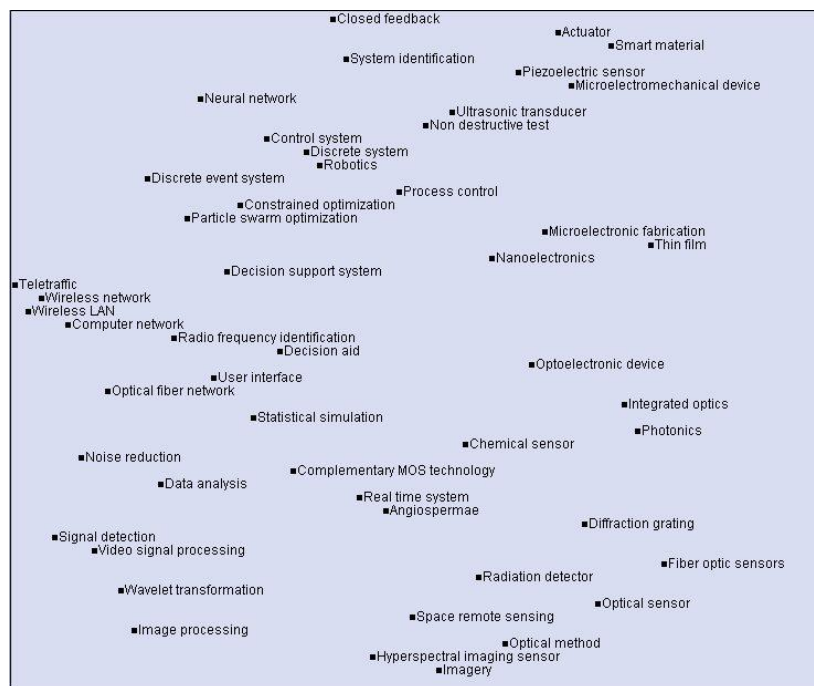 Closed feedback
Actuator
Smart material
System identification
Piezoelectric sensor
Microelectromechanical device
Neural network
Ultrasonic transducer
Non destructive test
Control system
Discrete system
Robotics
Discrete event system
Process control
Constrained optimization
Particle swarm optimization
Microelectronic fabrication
Thin film
Nanoelectronics
Decision support system
Teletraffic
Wireless network
Wireless LAN
Computer network
Radio frequency identification
Decision aid
Optoelectronic device
User interface
Optical fiber network
Integrated optics
Statistical simulation
Photonics
Chemical sensor
Noise reduction
Complementary MOS technology
Data analysis
Real time system
Angiospermae
Diffraction grating
Signal detection
Video signal processing
Fiber optic sensors
Radiation detector
Wavelet transformation
Optical sensor
Space remote sensing
Image processing
Optical method
Hyperspectral imaging sensor
Imagery